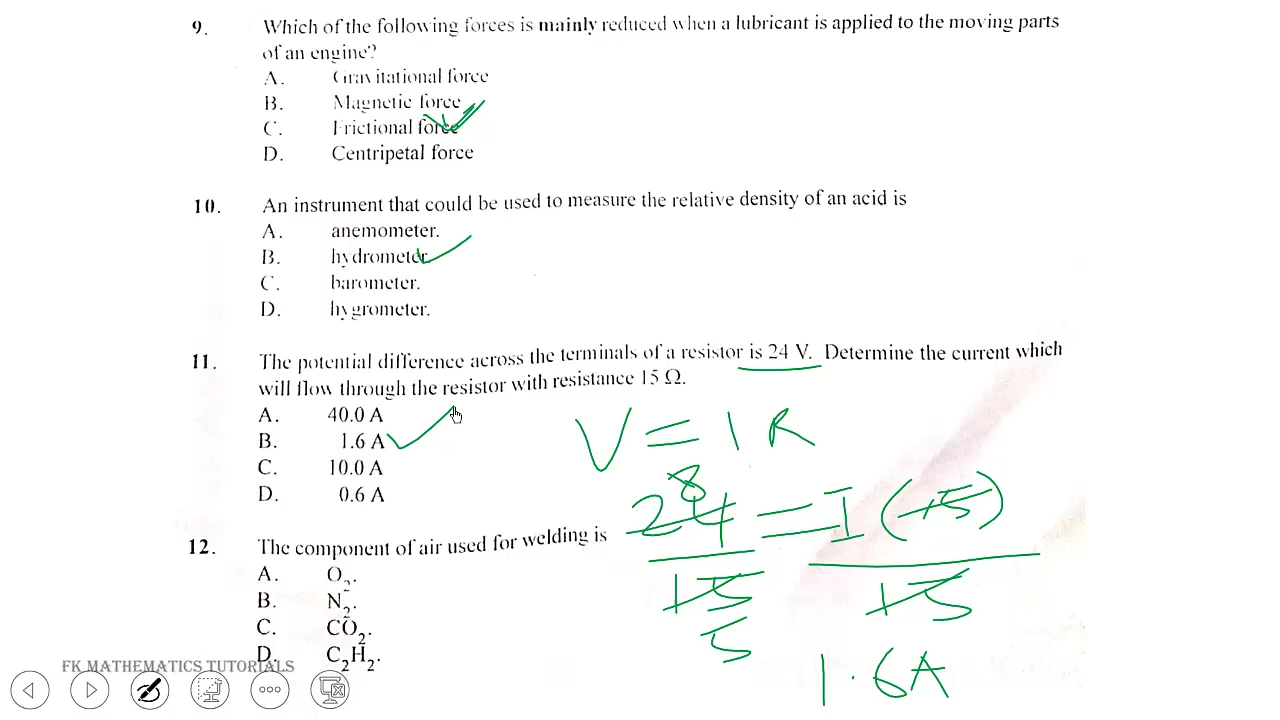 9. Which of the following forces is mainly reduced when a lubricant is applied to the moving parts
of an engine?
A. Gravitational force
B. Magnetic force
C. Frictional force
D. Centripetal force
10. An instrument that could be used to measure the relative density of an acid is
A. anemometer.
B. hydrometer.
C. barometer.
D. hygrometer.
11. The potential difference across the terminals of a resistor is 24 V. Determine the current which
will flow through the resistor with resistance 15 Ω.
A. 40.0 A
B. 1.6 A
C. 10.0 A
D. 0.6 A
V = I R
8
24 = I (15)
15 15
5
1.6A
12. The component of air used for welding is
A. O₂.
B. N₂.
C. CO₂.
D. C₂H₂.
FK MATHEMATICS TUTORIALS